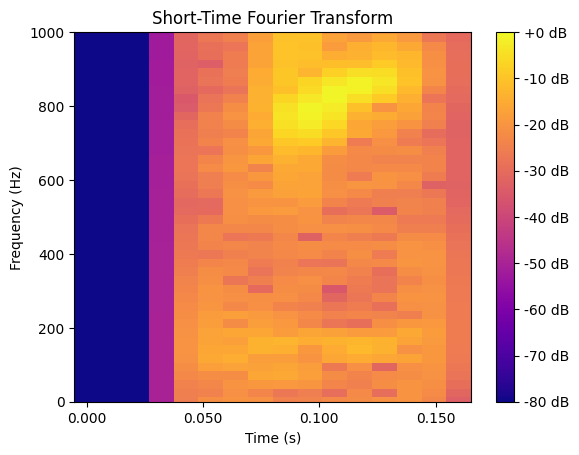 Short-Time Fourier Transform
1000
800
600
400
200
0
Frequency (Hz)
0.000
0.050
0.100
0.150
Time (s)
+0 dB
-10 dB
-20 dB
-30 dB
-40 dB
-50 dB
-60 dB
-70 dB
-80 dB